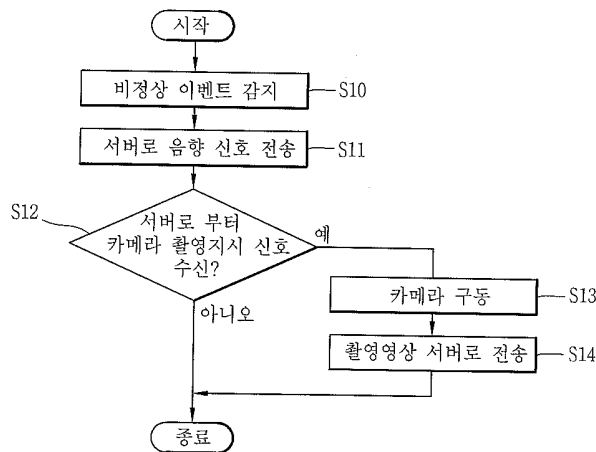 시작
비정상 이벤트 감지
S10
서버로 음향 신호 전송
S11
S12
서버로 부터
카메라 촬영지시 신호
수신?
예
아니오
카메라 구동
S13
촬영영상 서버로 전송
S14
종료